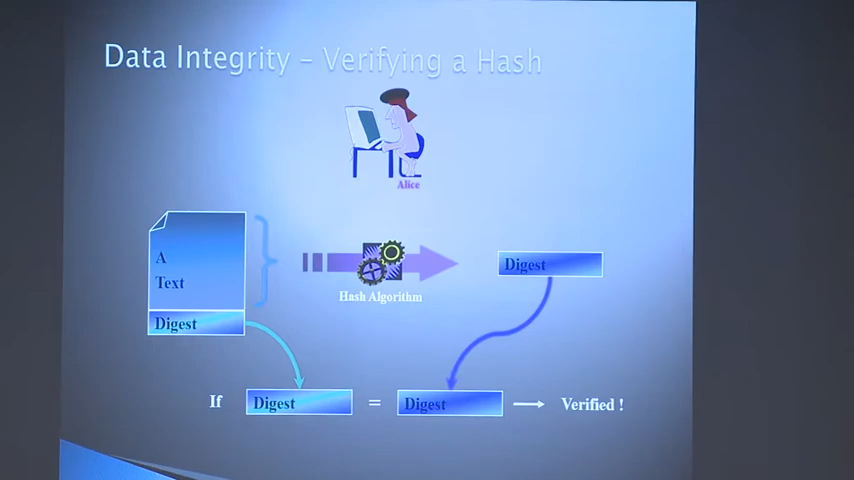 Data Integrity – Verifying a Hash
Alice
A
Text
Digest
Hash Algorithm
Digest
If Digest = Digest → Verified !